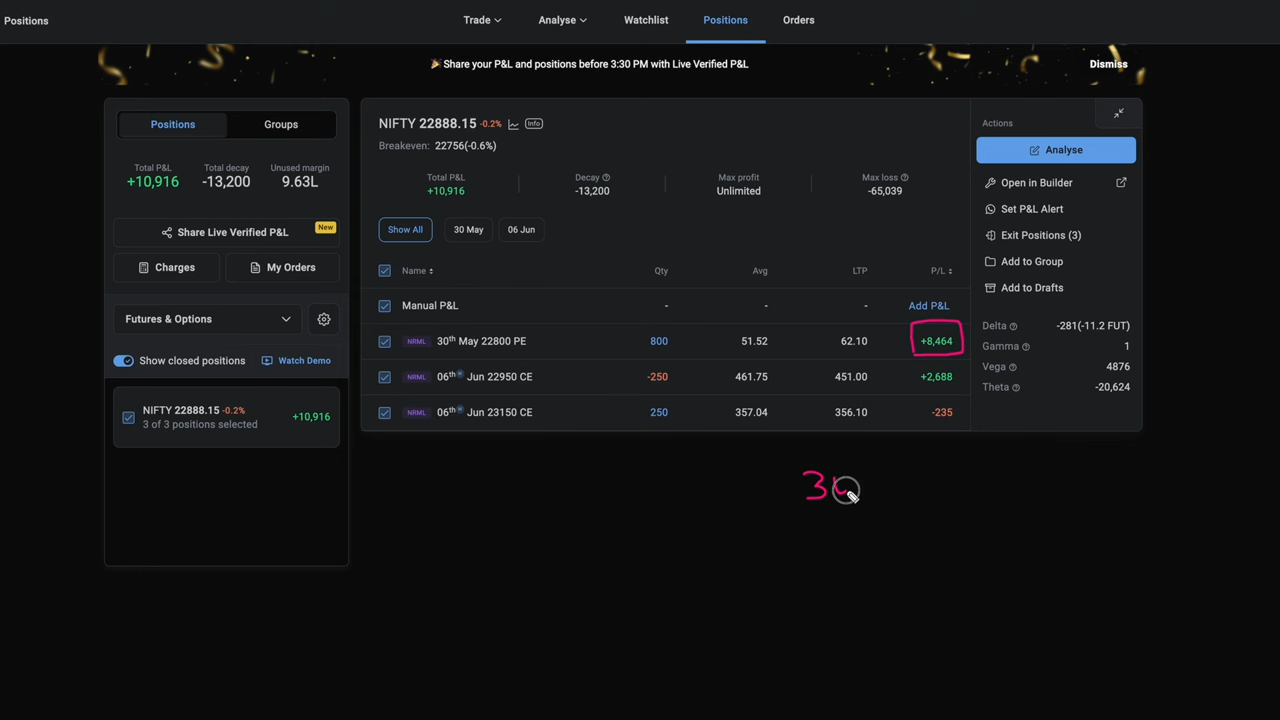 Positions
Trade Analyse Watchlist Positions Orders
🎉 Share your P&L and positions before 3:30 PM with Live Verified P&L Dismiss
Positions Groups
Total P&L Total decay Unused margin
+10,916 -13,200 9.63L
Share Live Verified P&L New
Charges My Orders
Futures & Options
Show closed positions Watch Demo
NIFTY 22888.15 -0.2%
3 of 3 positions selected +10,916
NIFTY 22888.15 -0.2% Info
Breakeven: 22756(-0.6%)
Total P&L Decay Max profit Max loss
+10,916 -13,200 Unlimited -65,039
Show All 30 May 06 Jun
Name Qty Avg LTP P/L
Manual P&L - - - Add P&L
NRML 30th May 22800 PE 800 51.52 62.10 +8,464
NRML 06th Jun 22950 CE -250 461.75 451.00 +2,688
NRML 06th Jun 23150 CE 250 357.04 356.10 -235
Actions
Analyse
Open in Builder
Set P&L Alert
Exit Positions (3)
Add to Group
Add to Drafts
Delta -281(-11.2 FUT)
Gamma 1
Vega 4876
Theta -20,624